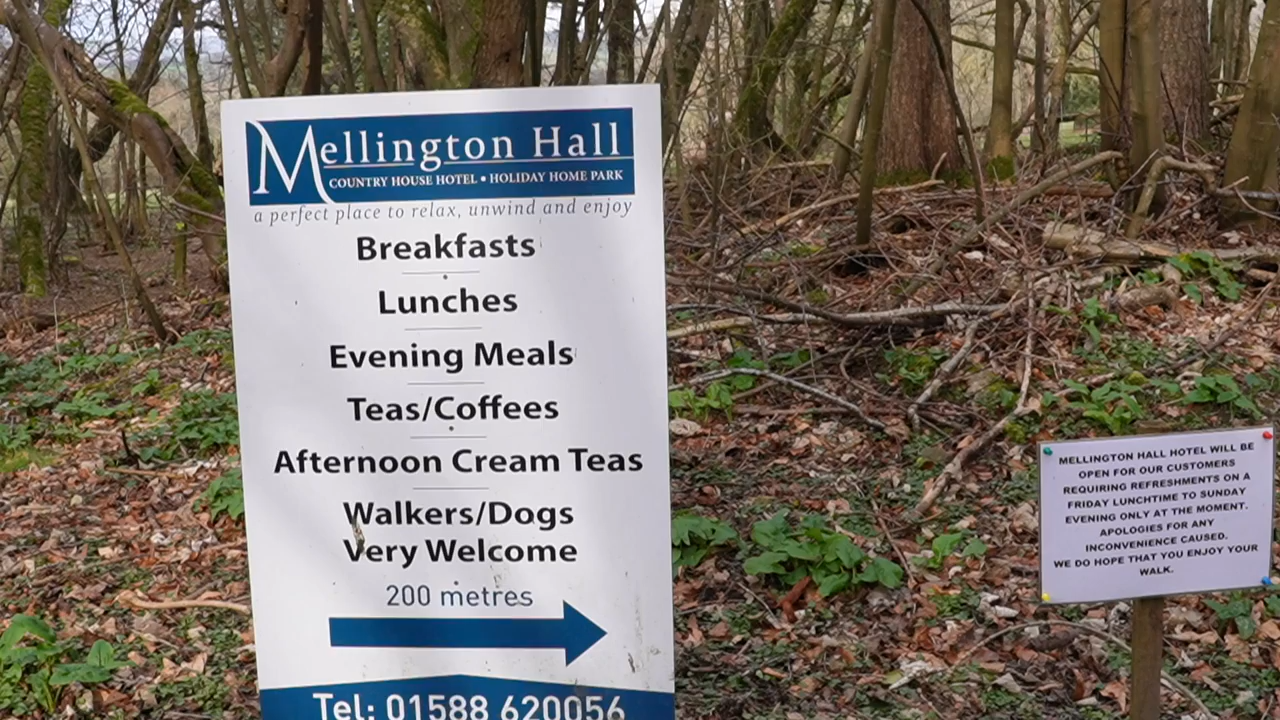 Mellington Hall
COUNTRY HOUSE HOTEL • HOLIDAY HOME PARK
a perfect place to relax, unwind and enjoy
Breakfasts
Lunches
Evening Meals
Teas/Coffees
Afternoon Cream Teas
Walkers/Dogs
Very Welcome
200 metres
Tel: 01588 620056
MELLINGTON HALL HOTEL WILL BE
OPEN FOR OUR CUSTOMERS
REQUIRING REFRESHMENTS ON A
FRIDAY LUNCHTIME TO SUNDAY
EVENING ONLY AT THE MOMENT.
APOLOGIES FOR ANY
INCONVENIENCE CAUSED.
WE DO HOPE THAT YOU ENJOY YOUR
WALK.